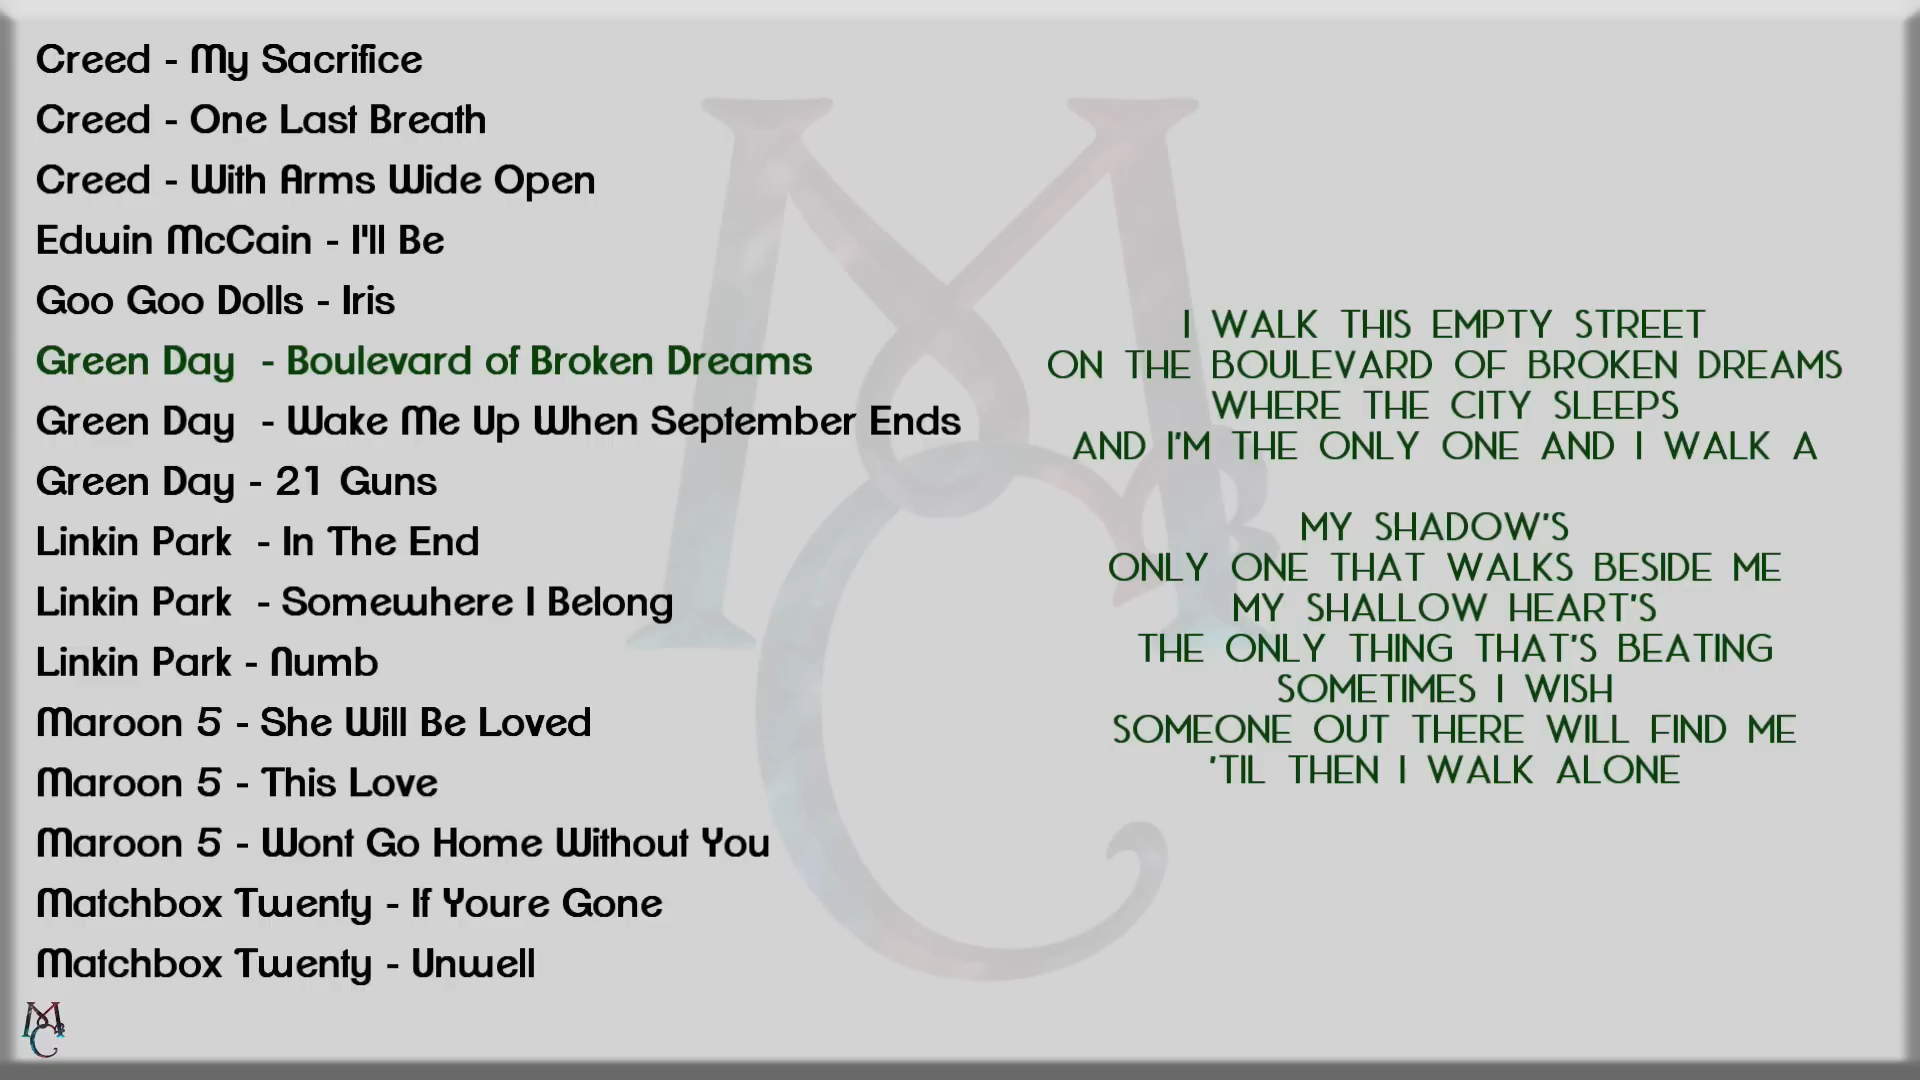 Creed - My Sacrifice
Creed - One Last Breath
Creed - With Arms Wide Open
Edwin McCain - I'll Be
Goo Goo Dolls - Iris
Green Day  - Boulevard of Broken Dreams
Green Day  - Wake Me Up When September Ends
Green Day - 21 Guns
Linkin Park  - In The End
Linkin Park  - Somewhere I Belong
Linkin Park - Numb
Maroon 5 - She Will Be Loved
Maroon 5 - This Love
Maroon 5 - Wont Go Home Without You
Matchbox Twenty - If Youre Gone
Matchbox Twenty - Unwell
I WALK THIS EMPTY STREET
ON THE BOULEVARD OF BROKEN DREAMS
WHERE THE CITY SLEEPS
AND I'M THE ONLY ONE AND I WALK A
MY SHADOW'S
ONLY ONE THAT WALKS BESIDE ME
MY SHALLOW HEART'S
THE ONLY THING THAT'S BEATING
SOMETIMES I WISH
SOMEONE OUT THERE WILL FIND ME
'TIL THEN I WALK ALONE